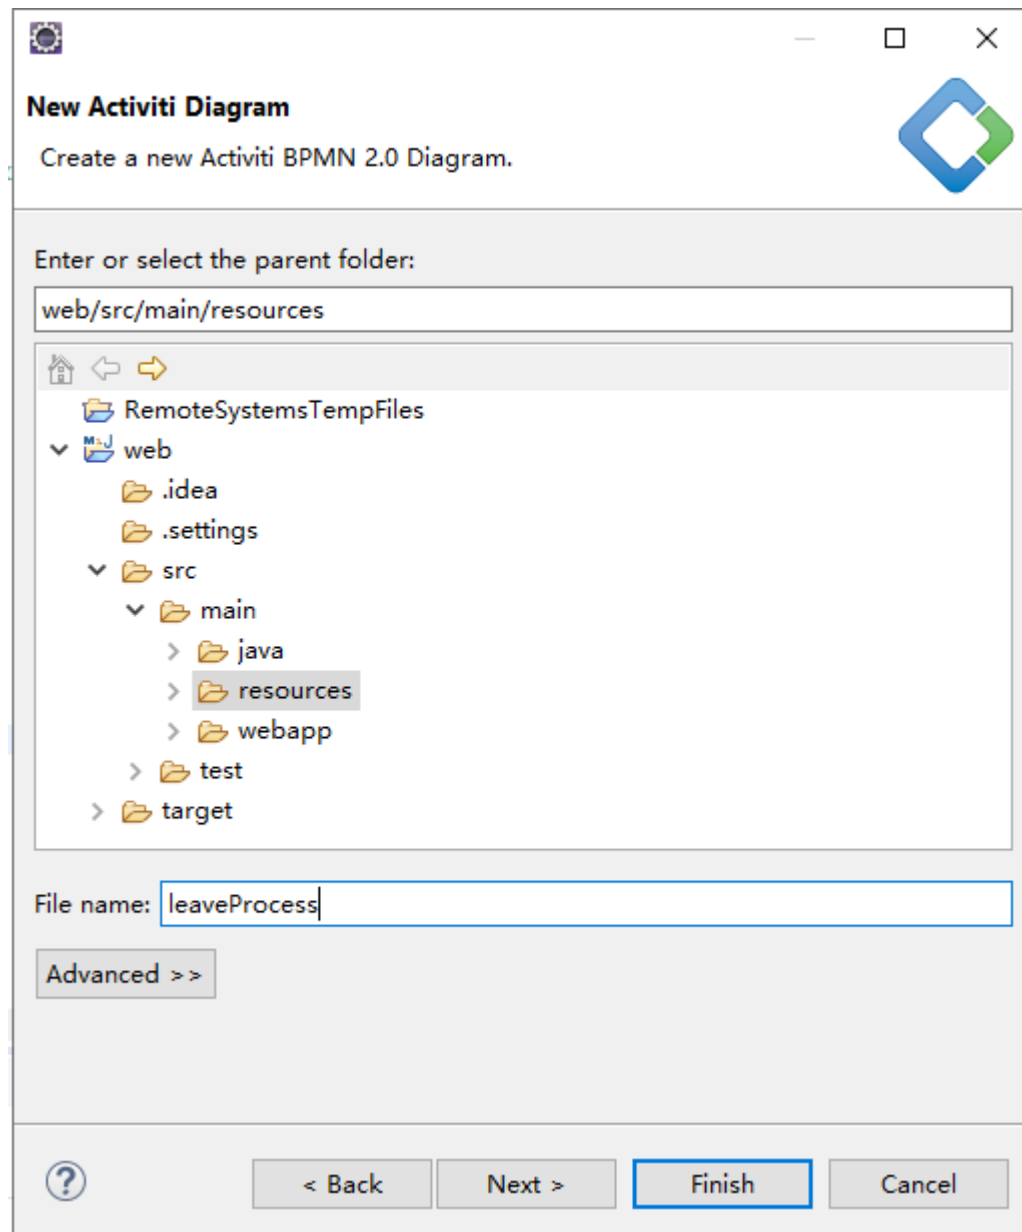 New Activiti Diagram
Create a new Activiti BPMN 2.0 Diagram.
Enter or select the parent folder:
web/src/main/resources
RemoteSystemsTempFiles
web
.idea
.settings
src
main
java
resources
webapp
test
target
File name: leaveProcess
Advanced >>
< Back Next > Finish Cancel